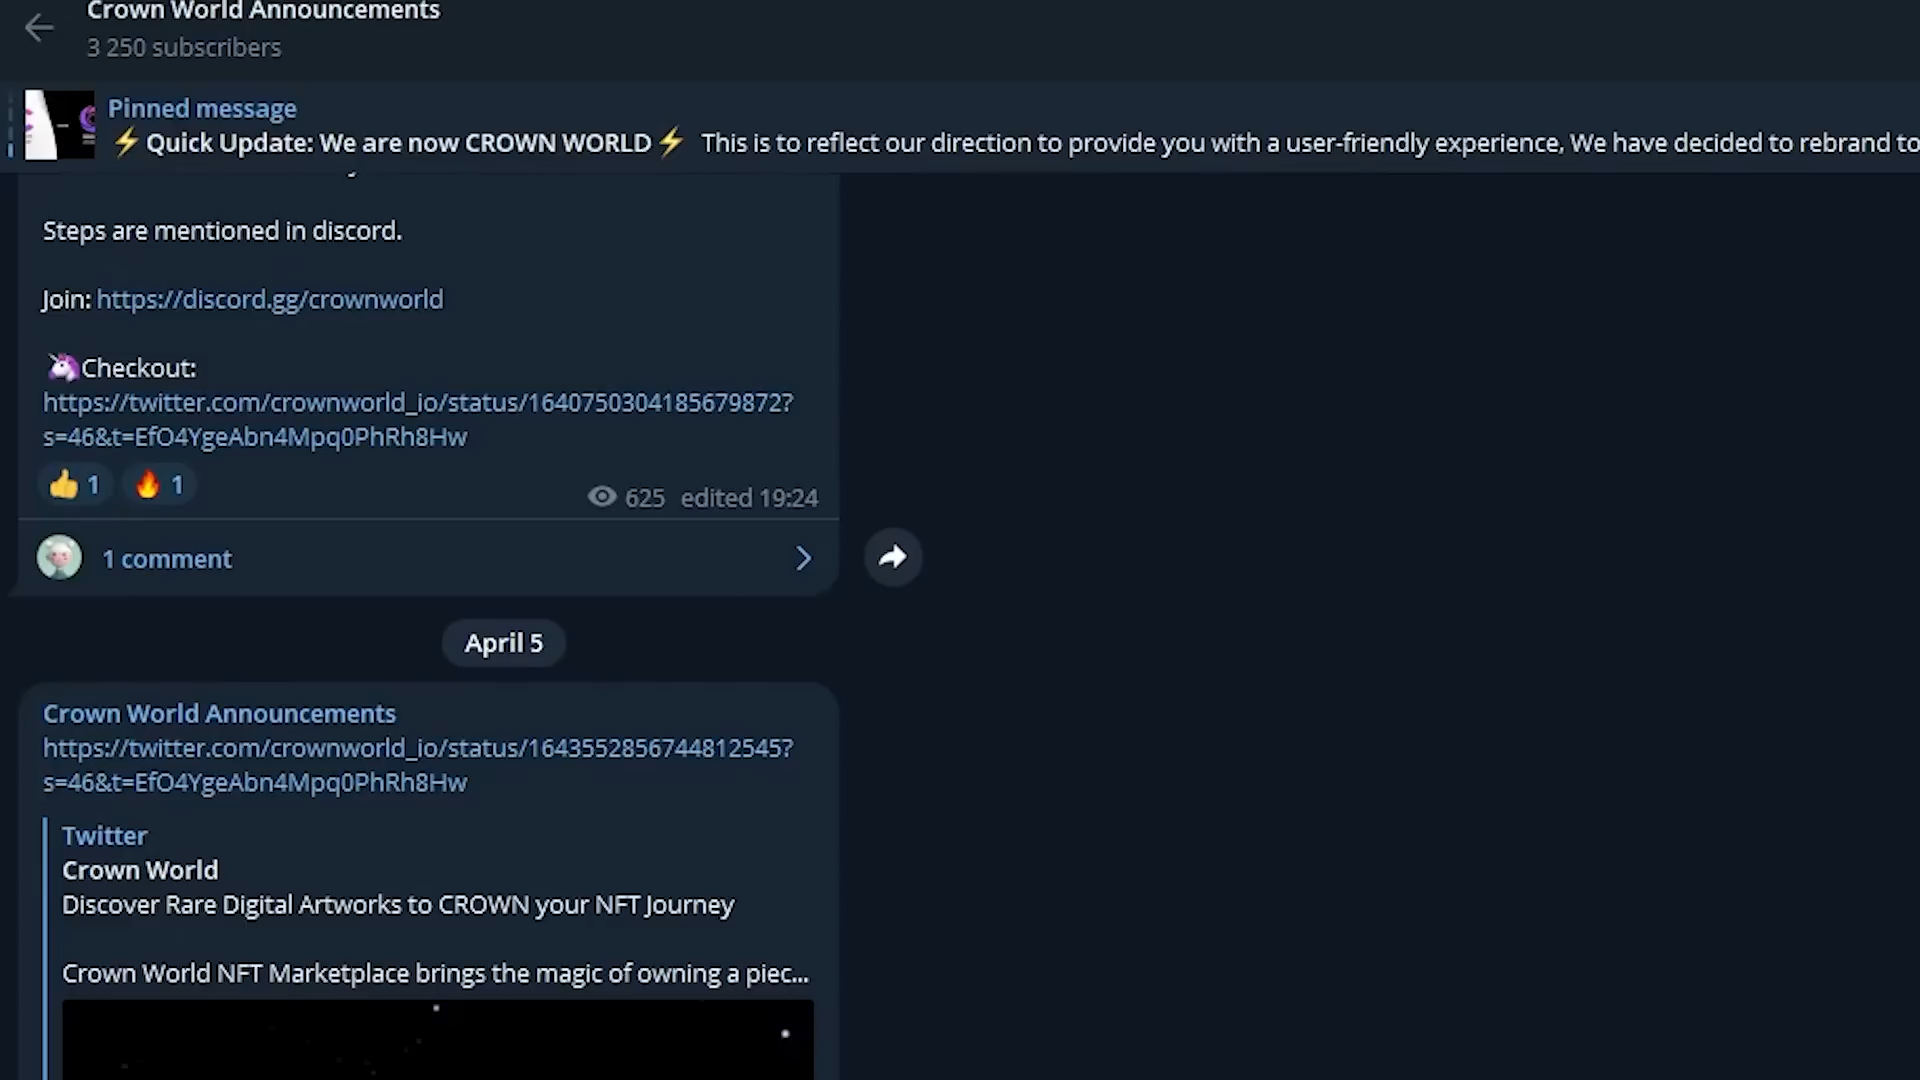 Crown World Announcements
3 250 subscribers
Pinned message
⚡ Quick Update: We are now CROWN WORLD ⚡ This is to reflect our direction to provide you with a user-friendly experience, We have decided to rebrand to
Steps are mentioned in discord.
Join: https://discord.gg/crownworld
🦄Checkout:
https://twitter.com/crownworld_io/status/1640750304185679872?
s=46&t=EfO4YgeAbn4Mpq0PhRh8Hw
👍 1 🔥 1
625 edited 19:24
1 comment
April 5
Crown World Announcements
https://twitter.com/crownworld_io/status/1643552856744812545?
s=46&t=EfO4YgeAbn4Mpq0PhRh8Hw
Twitter
Crown World
Discover Rare Digital Artworks to CROWN your NFT Journey
Crown World NFT Marketplace brings the magic of owning a piec...